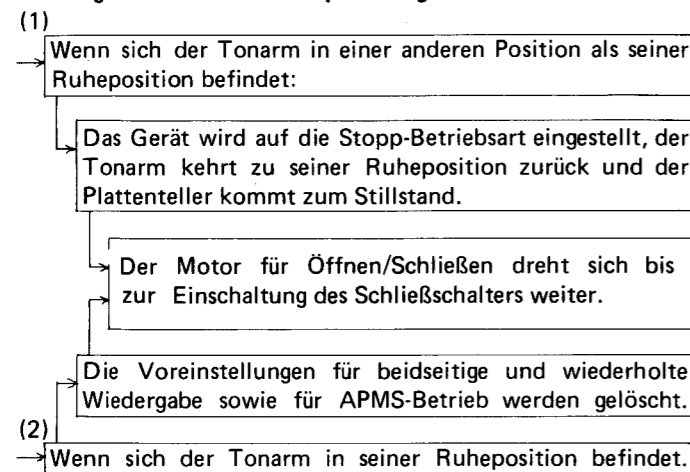 (1)
Wenn sich der Tonarm in einer anderen Position als seiner
Ruheposition befindet:
Das Gerät wird auf die Stopp-Betriebsart eingestellt, der
Tonarm kehrt zu seiner Ruheposition zurück und der
Plattenteller kommt zum Stillstand.
Der Motor für Öffnen/Schließen dreht sich bis
zur Einschaltung des Schließschalters weiter.
Die Voreinstellungen für beidseitige und wiederholte
Wiedergabe sowie für APMS-Betrieb werden gelöscht.
(2)
Wenn sich der Tonarm in seiner Ruheposition befindet.